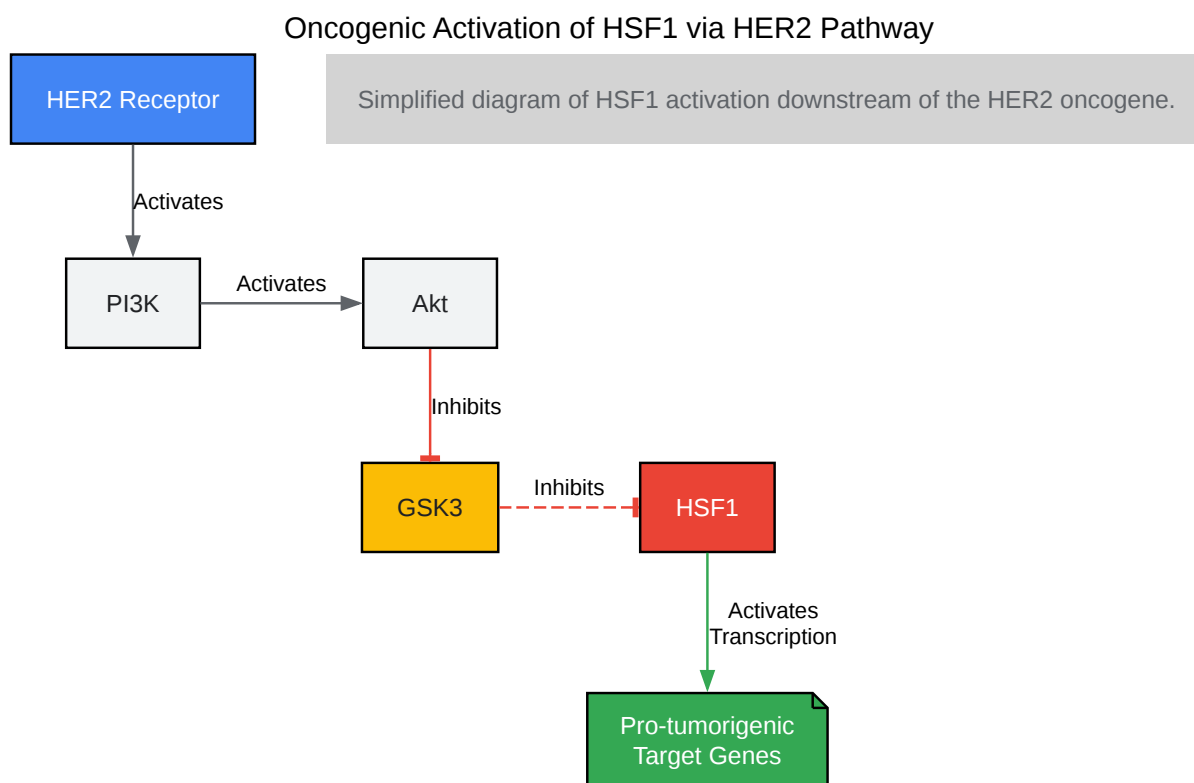 Oncogenic Activation of HSF1 via HER2 Pathway
HER2 Receptor
Simplified diagram of HSF1 activation downstream of the HER2 oncogene.
Activates
PI3K
Activates
Akt
Inhibits
GSK3
Inhibits
HSF1
Activates
Transcription
Pro-tumorigenic
Target Genes